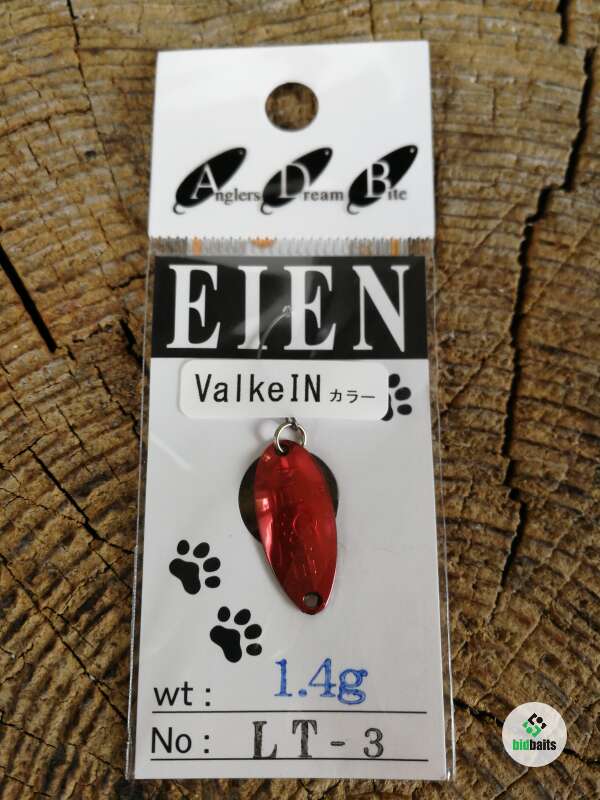 Anglers Dream Bite
EIEN
ValkeIN カラー
wt : 1.4g
No : LT-3
bidbaits